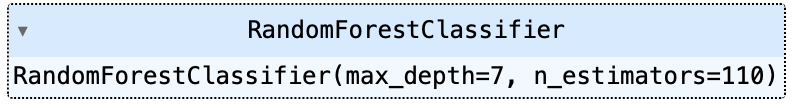 RandomForestClassifier
RandomForestClassifier(max_depth=7, n_estimators=110)